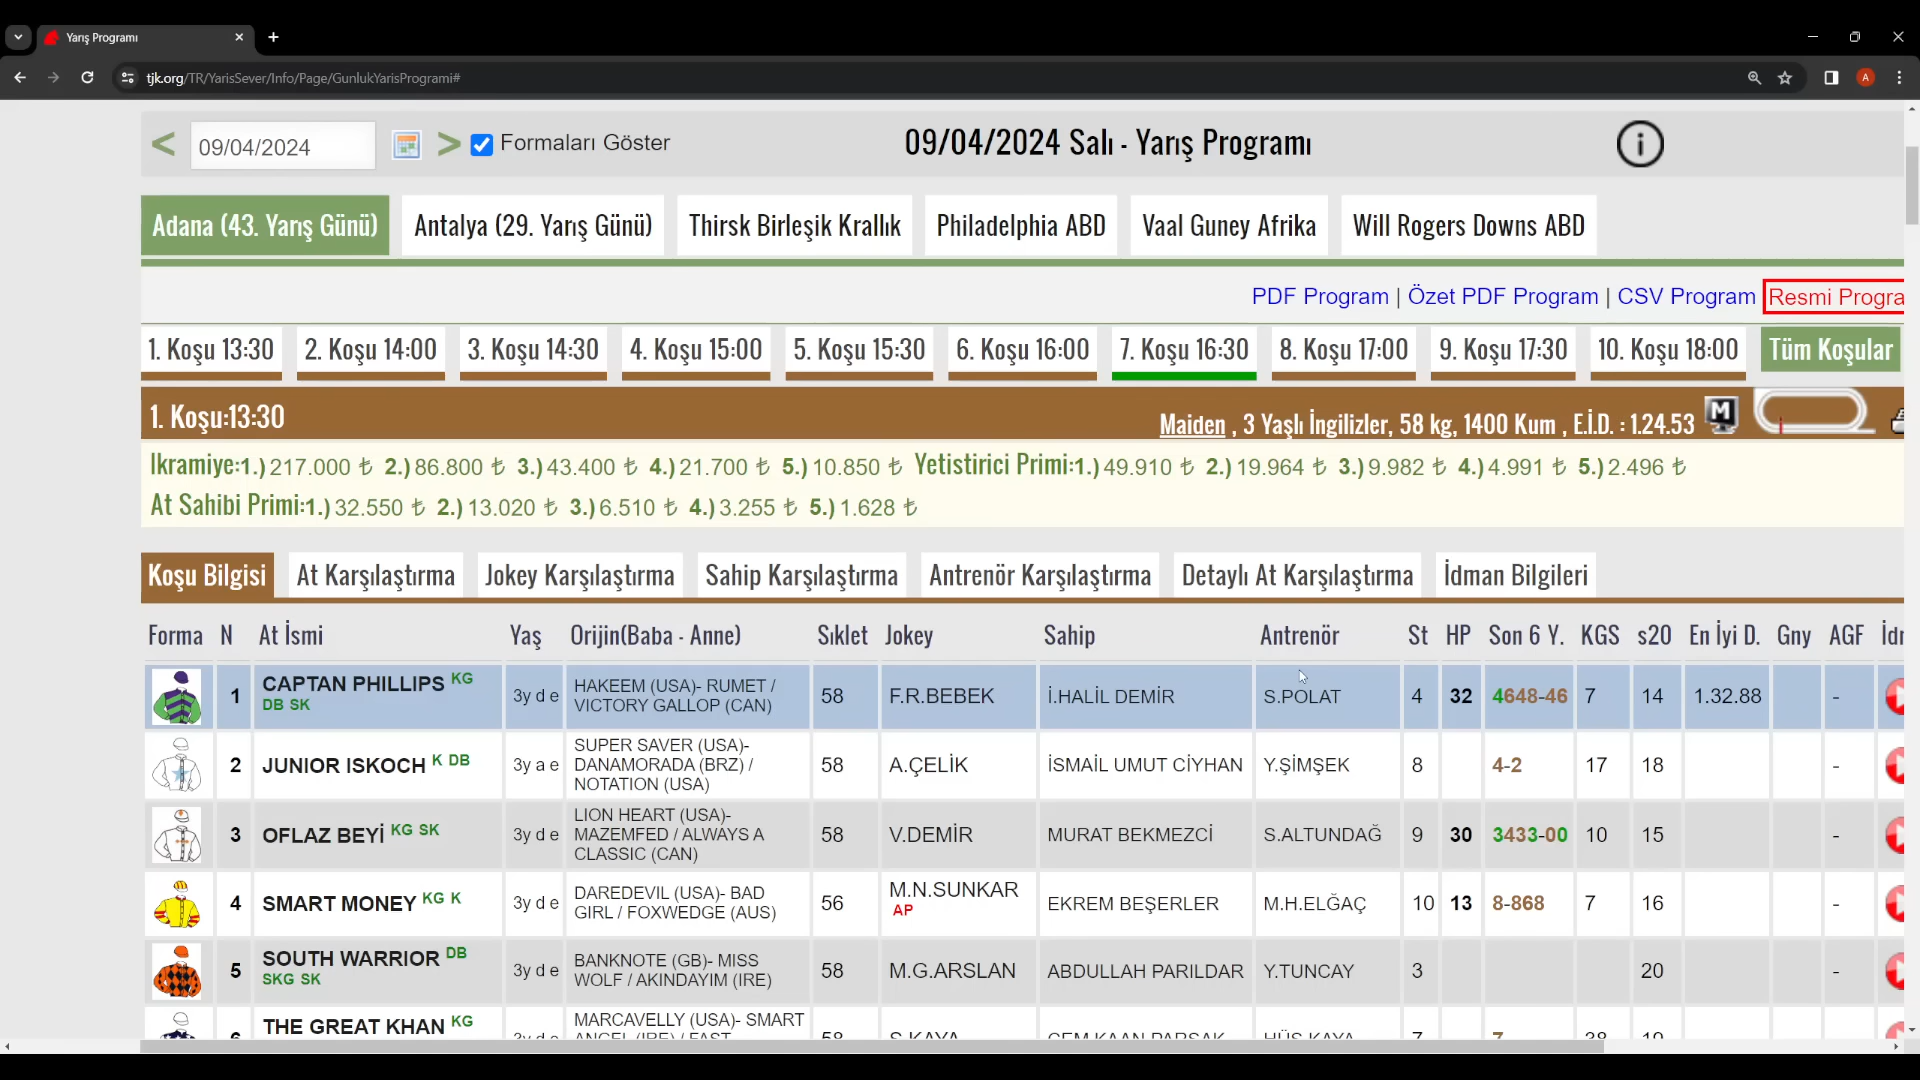 Yarış Programı
tjk.org/TR/YarisSever/Info/Page/GunlukYarisProgrami#
A
09/04/2024 Formaları Göster 09/04/2024 Salı - Yarış Programı
Adana (43. Yarış Günü) Antalya (29. Yarış Günü) Thirsk Birleşik Krallık Philadelphia ABD Vaal Guney Afrika Will Rogers Downs ABD
PDF Program | Özet PDF Program | CSV Program Resmi Progra
1. Koşu 13:30 2. Koşu 14:00 3. Koşu 14:30 4. Koşu 15:00 5. Koşu 15:30 6. Koşu 16:00 7. Koşu 16:30 8. Koşu 17:00 9. Koşu 17:30 10. Koşu 18:00 Tüm Koşular
1. Koşu:13:30 Maiden , 3 Yaşlı İngilizler, 58 kg, 1400 Kum , E.İ.D. : 1.24.53 M
Ikramiye:1.) 217.000 ₺ 2.) 86.800 ₺ 3.) 43.400 ₺ 4.) 21.700 ₺ 5.) 10.850 ₺ Yetistirici Primi:1.) 49.910 ₺ 2.) 19.964 ₺ 3.) 9.982 ₺ 4.) 4.991 ₺ 5.) 2.496 ₺
At Sahibi Primi:1.) 32.550 ₺ 2.) 13.020 ₺ 3.) 6.510 ₺ 4.) 3.255 ₺ 5.) 1.628 ₺
Koşu Bilgisi At Karşılaştırma Jokey Karşılaştırma Sahip Karşılaştırma Antrenör Karşılaştırma Detaylı At Karşılaştırma İdman Bilgileri
Forma N At İsmi Yaş Orijin(Baba - Anne) Sıklet Jokey Sahip Antrenör St HP Son 6 Y. KGS s20 En İyi D. Gny AGF İdr
1 CAPTAN PHILLIPS KG DB SK 3y d e HAKEEM (USA)- RUMET / VICTORY GALLOP (CAN) 58 F.R.BEBEK İ.HALİL DEMİR S.POLAT 4 32 4648-46 7 14 1.32.88 -
2 JUNIOR ISKOCH K DB 3y a e SUPER SAVER (USA)- DANAMORADA (BRZ) / NOTATION (USA) 58 A.ÇELİK İSMAİL UMUT CİYHAN Y.ŞİMŞEK 8 4-2 17 18 -
3 OFLAZ BEYİ KG SK 3y d e LION HEART (USA)- MAZEMFED / ALWAYS A CLASSIC (CAN) 58 V.DEMİR MURAT BEKMEZCİ S.ALTUNDAĞ 9 30 3433-00 10 15 -
4 SMART MONEY KG K 3y d e DAREDEVIL (USA)- BAD GIRL / FOXWEDGE (AUS) 56 M.N.SUNKAR AP EKREM BEŞERLER M.H.ELĞAÇ 10 13 8-868 7 16 -
5 SOUTH WARRIOR DB SKG SK 3y d e BANKNOTE (GB)- MISS WOLF / AKINDAYIM (IRE) 58 M.G.ARSLAN ABDULLAH PARILDAR Y.TUNCAY 3 20 -
THE GREAT KHAN KG MARCAVELLY (USA)- SMART